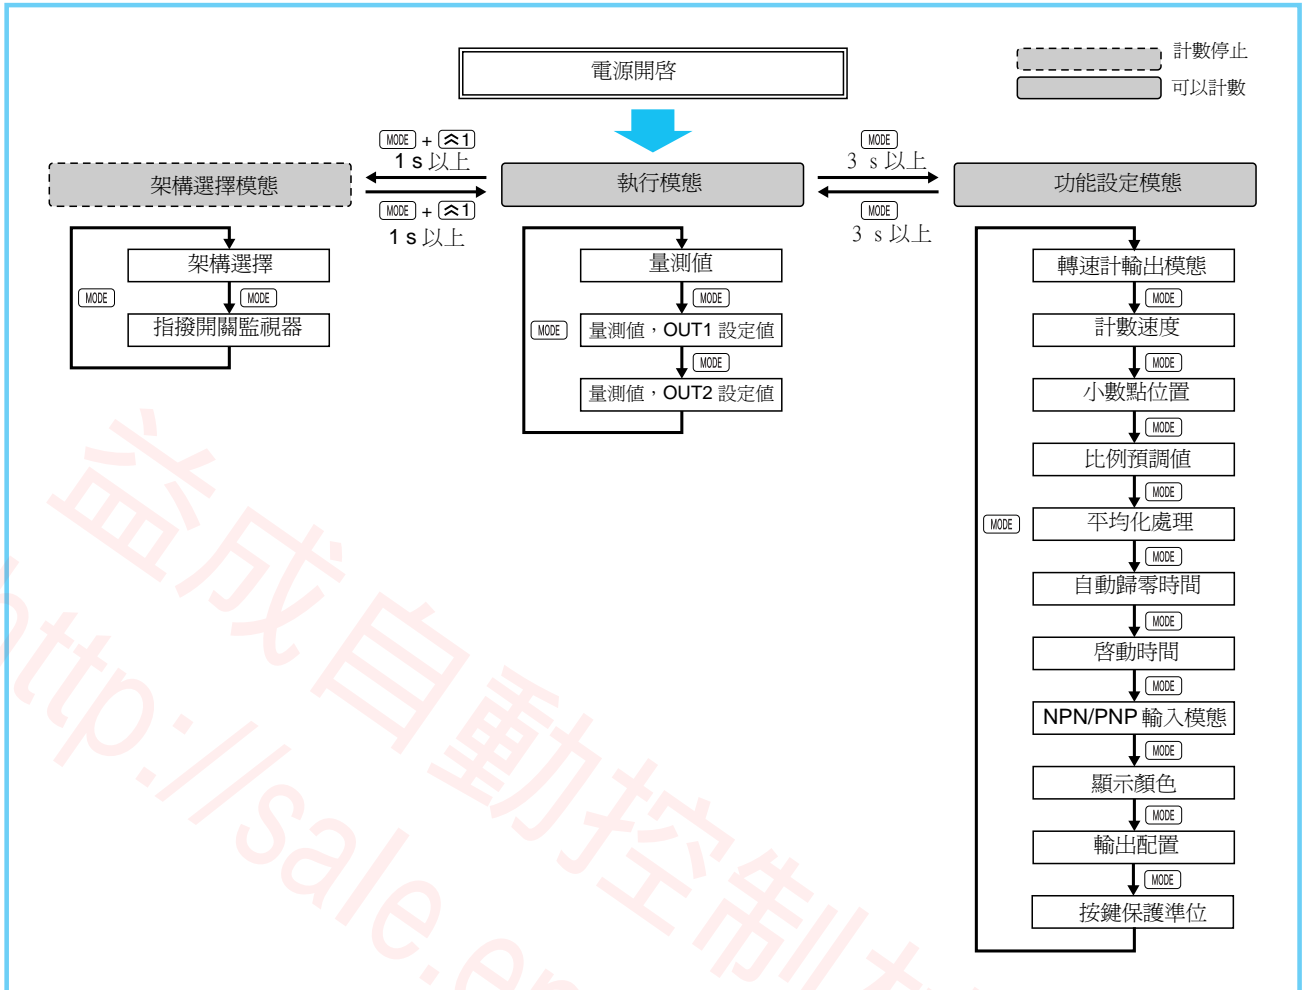 電源開啓
計數停止
可以計數
MODE + 1
1 s 以上
MODE
3 s 以上
架構選擇模態
執行模態
功能設定模態
MODE + 1
1 s 以上
MODE
3 s 以上
架構選擇
MODE
MODE
指撥開關監視器
量測值
MODE
MODE
量測值，OUT1 設定值
MODE
量測值，OUT2 設定值
轉速計輸出模態
MODE
計數速度
MODE
小數點位置
MODE
比例預調值
MODE
MODE
平均化處理
MODE
自動歸零時間
MODE
啓動時間
MODE
NPN/PNP 輸入模態
MODE
顯示顏色
MODE
輸出配置
MODE
按鍵保護準位
益成自動控制
http://sale.